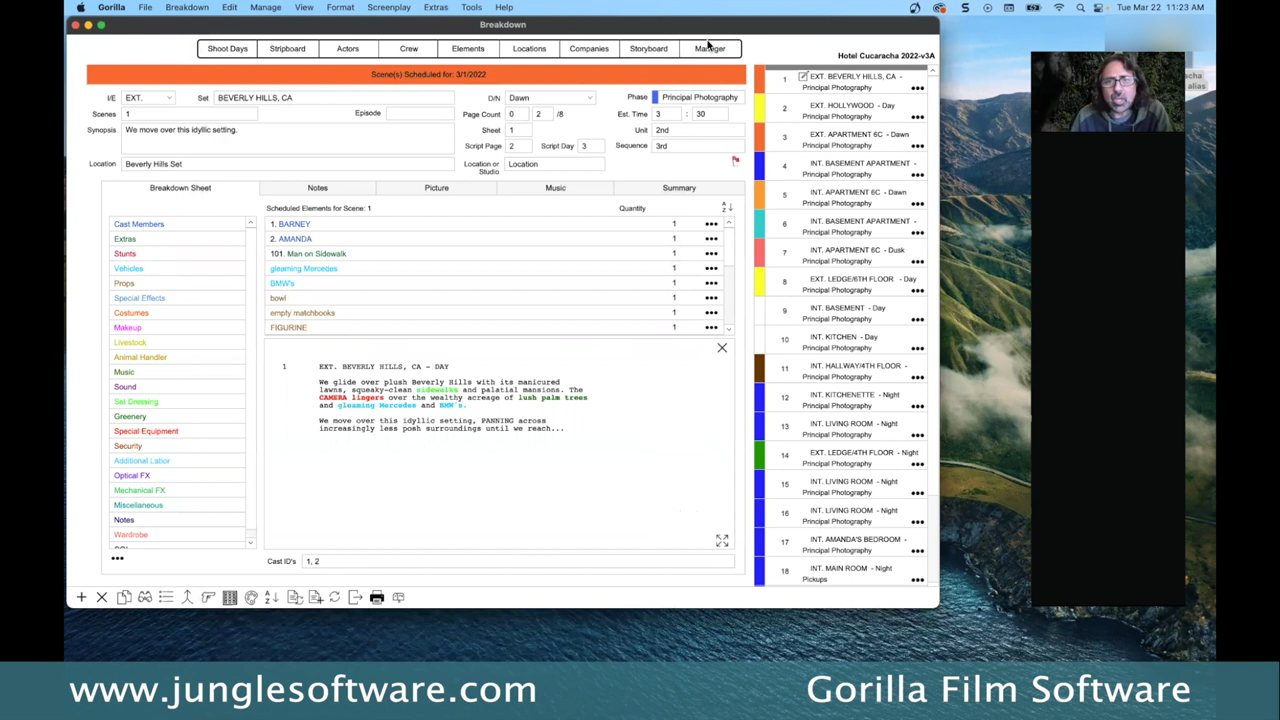 Gorilla File Breakdown Edit Manage View Format Screenplay Extras Tools Help Tue Mar 22 11:23 AM
Breakdown
Shoot Days Stripboard Actors Crew Elements Locations Companies Storyboard Manager
Hotel Cucaracha 2022-v3A
Scene(s) Scheduled for: 3/1/2022
I/E EXT. Set BEVERLY HILLS, CA D/N Dawn Phase Principal Photography
Scenes 1 Episode Page Count 0 2 /8 Est. Time 3 : 30
Synopsis We move over this idyllic setting. Sheet 1 Unit 2nd
Script Page 2 Script Day 3 Sequence 3rd
Location Beverly Hills Set Location or Studio Location
Breakdown Sheet Notes Picture Music Summary
Scheduled Elements for Scene: 1 Quantity
Cast Members
Extras
Stunts
Vehicles
Props
Special Effects
Costumes
Makeup
Livestock
Animal Handler
Music
Sound
Set Dressing
Greenery
Special Equipment
Security
Additional Labor
Optical FX
Mechanical FX
Miscellaneous
Notes
Wardrobe
1. BARNEY 1
2. AMANDA 1
101. Man on Sidewalk 1
gleaming Mercedes 1
BMW's 1
bowl 1
empty matchbooks 1
FIGURINE 1
1 EXT. BEVERLY HILLS, CA - DAY
We glide over plush Beverly Hills with its manicured
lawns, squeaky-clean sidewalks and palatial mansions. The
CAMERA lingers over the wealthy acreage of lush palm trees
and gleaming Mercedes and BMW's.
We move over this idyllic setting, PANNING across
increasingly less posh surroundings until we reach...
Cast ID's 1, 2
1 EXT. BEVERLY HILLS, CA -
Principal Photography
2 EXT. HOLLYWOOD - Day
Principal Photography
3 EXT. APARTMENT 6C - Dawn
Principal Photography
4 INT. BASEMENT APARTMENT -
Principal Photography
5 INT. APARTMENT 6C - Dawn
Principal Photography
6 INT. BASEMENT APARTMENT -
Principal Photography
7 INT. APARTMENT 6C - Dusk
Principal Photography
8 EXT. LEDGE/6TH FLOOR - Day
Principal Photography
9 INT. BASEMENT - Day
Principal Photography
10 INT. KITCHEN - Day
Principal Photography
11 INT. HALLWAY/4TH FLOOR -
Principal Photography
12 INT. KITCHENETTE - Night
Principal Photography
13 INT. LIVING ROOM - Night
Principal Photography
14 EXT. LEDGE/4TH FLOOR - Night
Principal Photography
15 INT. LIVING ROOM - Night
Principal Photography
16 INT. LIVING ROOM - Night
Principal Photography
17 INT. AMANDA'S BEDROOM -
Principal Photography
18 INT. MAIN ROOM - Night
Pickups
acha
alias
www.junglesoftware.com Gorilla Film Software